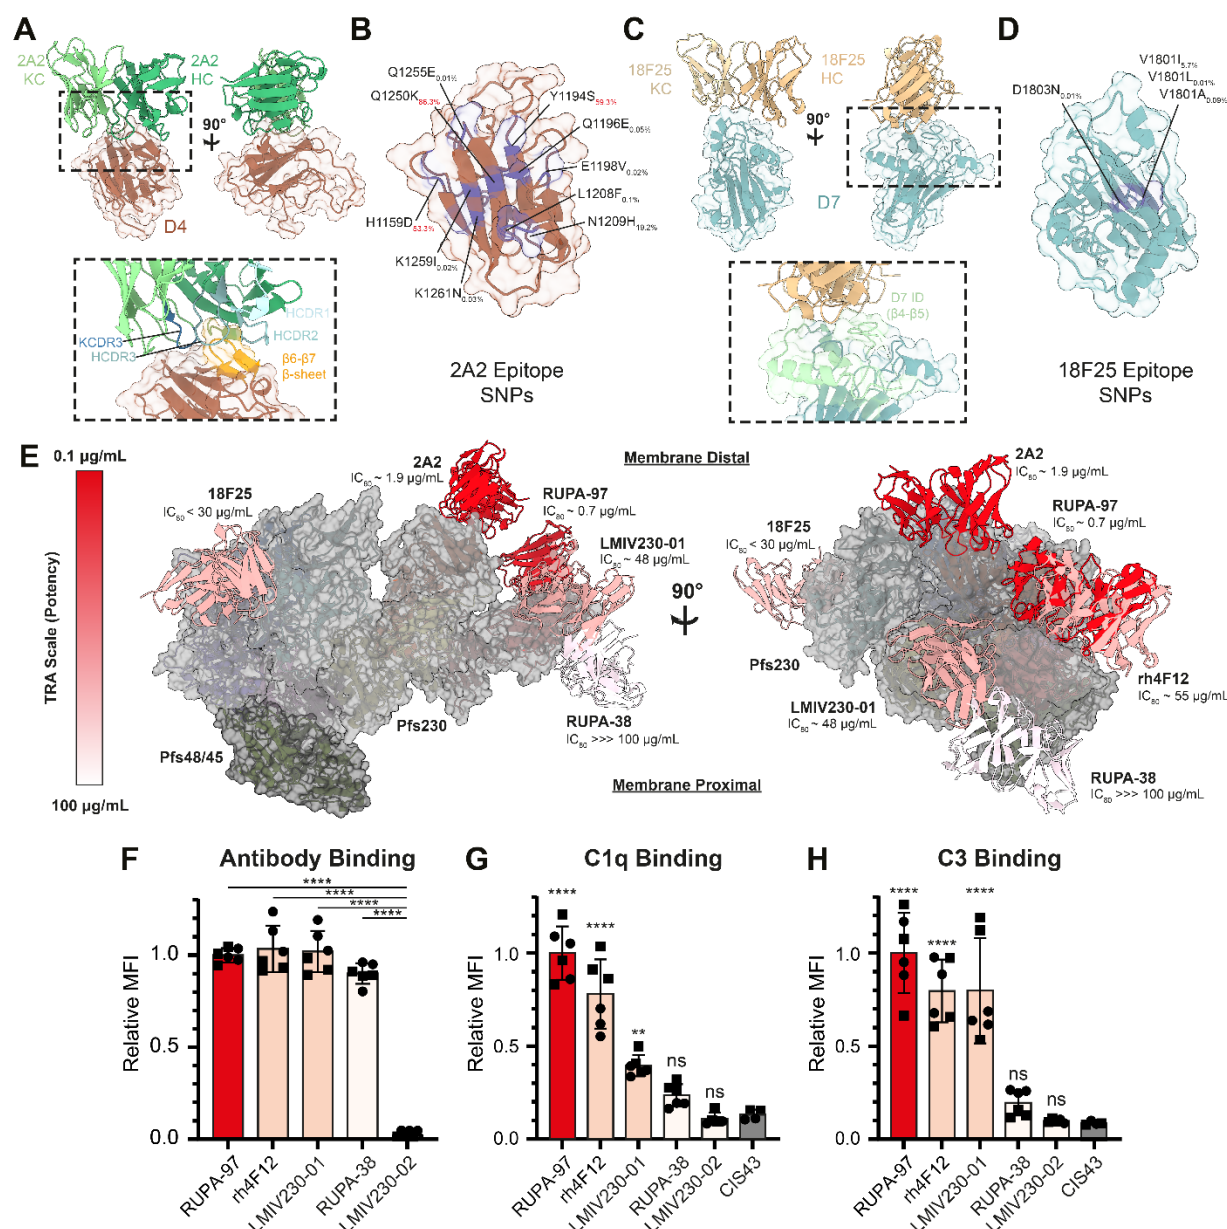 A
2A2
KC
2A2
HC
90°
D4
KCDR3
HCDR3
HCDR1
HCDR2
β6-β7
β-sheet
B
Q1255E0.01%
Q1250K86.3%
Y1194S59.3%
Q1196E0.05%
E1198V0.02%
L1208F0.1%
N1209H19.2%
H1159D83.3%
K1259I0.02%
K1261N0.03%
2A2 Epitope
SNPs
C
18F25
KC
18F25
HC
90°
D7
D7 ID
(β4-β5)
D
V1801I5.7%
V1801L0.01%
V1801A0.09%
D1803N0.01%
18F25 Epitope
SNPs
E
0.1 µg/mL
TRA Scale (Potency)
100 µg/mL
18F25
IC80 < 30 µg/mL
2A2
IC80 ~ 1.9 µg/mL
RUPA-97
IC80 ~ 0.7 µg/mL
LMIV230-01
IC80 ~ 48 µg/mL
RUPA-38
IC80 >>> 100 µg/mL
Pfs230
Pfs48/45
Membrane Distal
90°
Membrane Proximal
2A2
IC80 ~ 1.9 µg/mL
RUPA-97
IC80 ~ 0.7 µg/mL
18F25
IC80 < 30 µg/mL
Pfs230
LMIV230-01
IC80 ~ 48 µg/mL
rh4F12
IC80 ~ 55 µg/mL
RUPA-38
IC80 >>> 100 µg/mL
F
Antibody Binding
****
****
****
****
Relative MFI
1.0
0.5
0.0
RUPA-97
rh4F12
LMIV230-01
RUPA-38
LMIV230-02
G
C1q Binding
****
****
**
ns
ns
Relative MFI
1.0
0.5
0.0
RUPA-97
rh4F12
LMIV230-01
RUPA-38
LMIV230-02
CIS43
H
C3 Binding
****
****
****
ns
ns
Relative MFI
1.0
0.5
0.0
RUPA-97
rh4F12
LMIV230-01
RUPA-38
LMIV230-02
CIS43